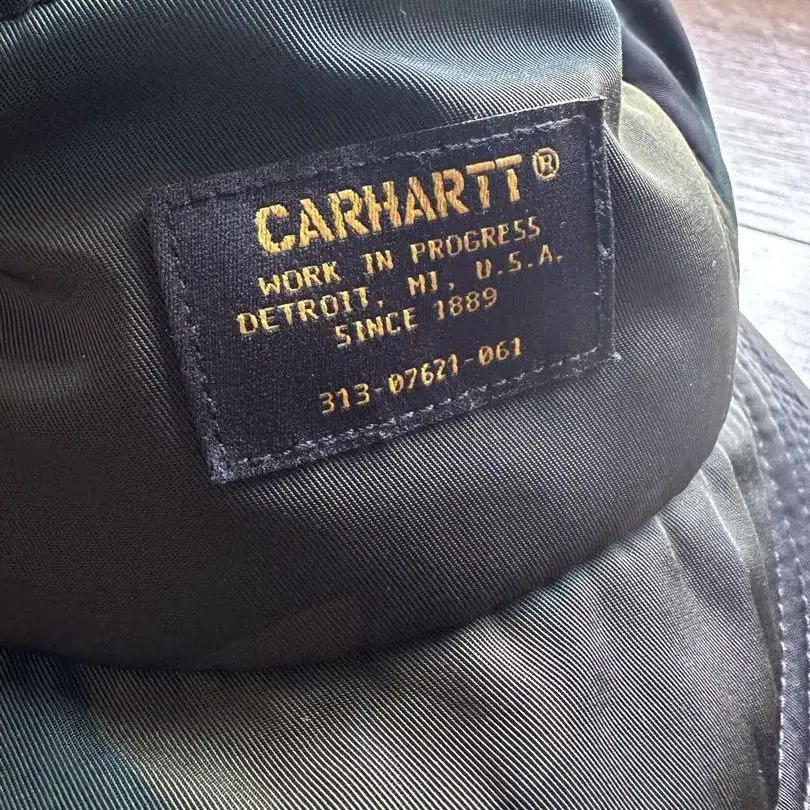 CARHARTT®
WORK IN PROGRESS
DETROIT, MI, U.S.A.
SINCE 1889
313-07621-061